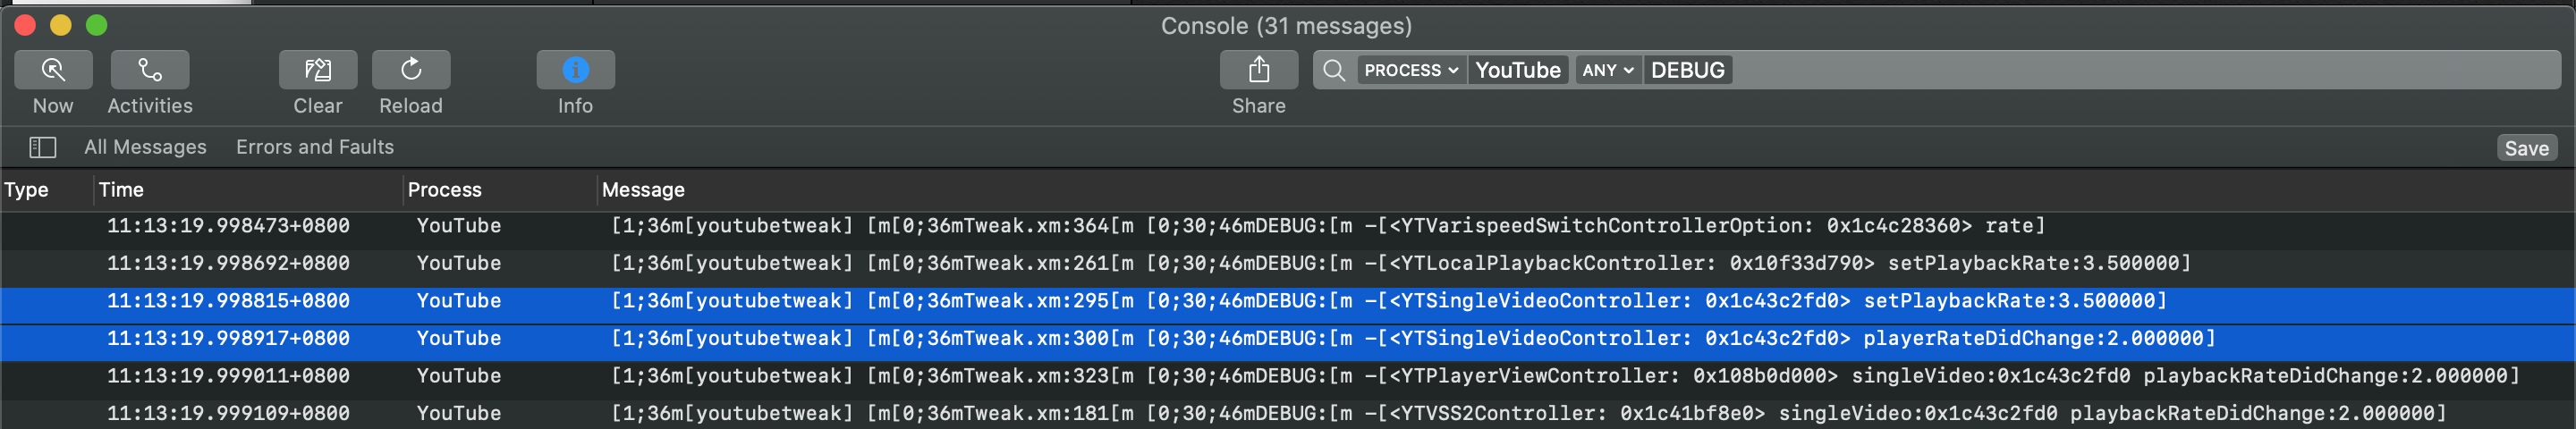 Console (31 messages)
PROCESS YouTube ANY DEBUG
Now Activities Clear Reload Info Share
All Messages Errors and Faults Save
Type Time Process Message
11:13:19.998473+0800 YouTube [1;36m[youtubetweak] [m[0;36mTweak.xm:364[m [0;30;46mDEBUG:[m -[<YTVarispeedSwitchControllerOption: 0x1c4c28360> rate]
11:13:19.998692+0800 YouTube [1;36m[youtubetweak] [m[0;36mTweak.xm:261[m [0;30;46mDEBUG:[m -[<YTLocalPlaybackController: 0x10f33d790> setPlaybackRate:3.500000]
11:13:19.998815+0800 YouTube [1;36m[youtubetweak] [m[0;36mTweak.xm:295[m [0;30;46mDEBUG:[m -[<YTSingleVideoController: 0x1c43c2fd0> setPlaybackRate:3.500000]
11:13:19.998917+0800 YouTube [1;36m[youtubetweak] [m[0;36mTweak.xm:300[m [0;30;46mDEBUG:[m -[<YTSingleVideoController: 0x1c43c2fd0> playerRateDidChange:2.000000]
11:13:19.999011+0800 YouTube [1;36m[youtubetweak] [m[0;36mTweak.xm:323[m [0;30;46mDEBUG:[m -[<YTPlayerViewController: 0x108b0d000> singleVideo:0x1c43c2fd0 playbackRateDidChange:2.000000]
11:13:19.999109+0800 YouTube [1;36m[youtubetweak] [m[0;36mTweak.xm:181[m [0;30;46mDEBUG:[m -[<YTVSS2Controller: 0x1c41bf8e0> singleVideo:0x1c43c2fd0 playbackRateDidChange:2.000000]